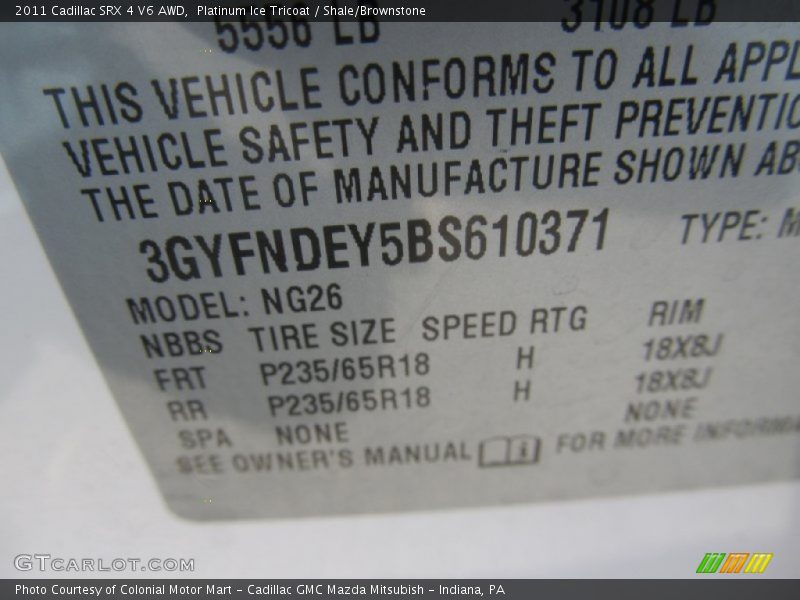 2011 Cadillac SRX 4 V6 AWD, Platinum Ice Tricoat / Shale/Brownstone
5556 LB 3108 LB
THIS VEHICLE CONFORMS TO ALL APPL
VEHICLE SAFETY AND THEFT PREVENTIO
THE DATE OF MANUFACTURE SHOWN AB
3GYFNDEY5BS610371 TYPE: M
MODEL: NG26
NBBS TIRE SIZE SPEED RTG RIM
FRT P235/65R18 H 18X8J
RR P235/65R18 H 18X8J
SPA NONE NONE
SEE OWNER'S MANUAL FOR MORE INFORMA
GTCARLOT.COM
Photo Courtesy of Colonial Motor Mart - Cadillac GMC Mazda Mitsubish - Indiana, PA